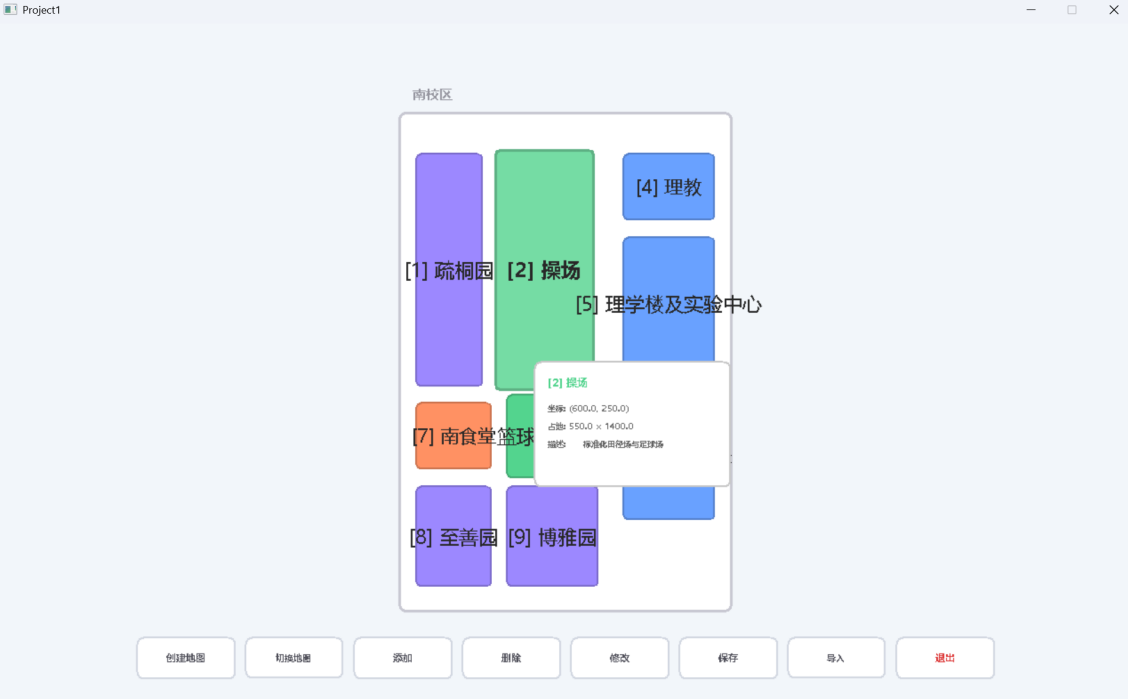 Project1
南校区
[1] 疏桐园
[2] 操场
[4] 理教
[5] 理学楼及实验中心
[2] 操场
坐标: (600.0, 250.0)
占地: 550.0 × 1400.0
描述: 标准化田径场与足球场
[7] 南食堂
篮球
[8] 至善园
[9] 博雅园
创建地图
切换地图
添加
删除
修改
保存
导入
退出